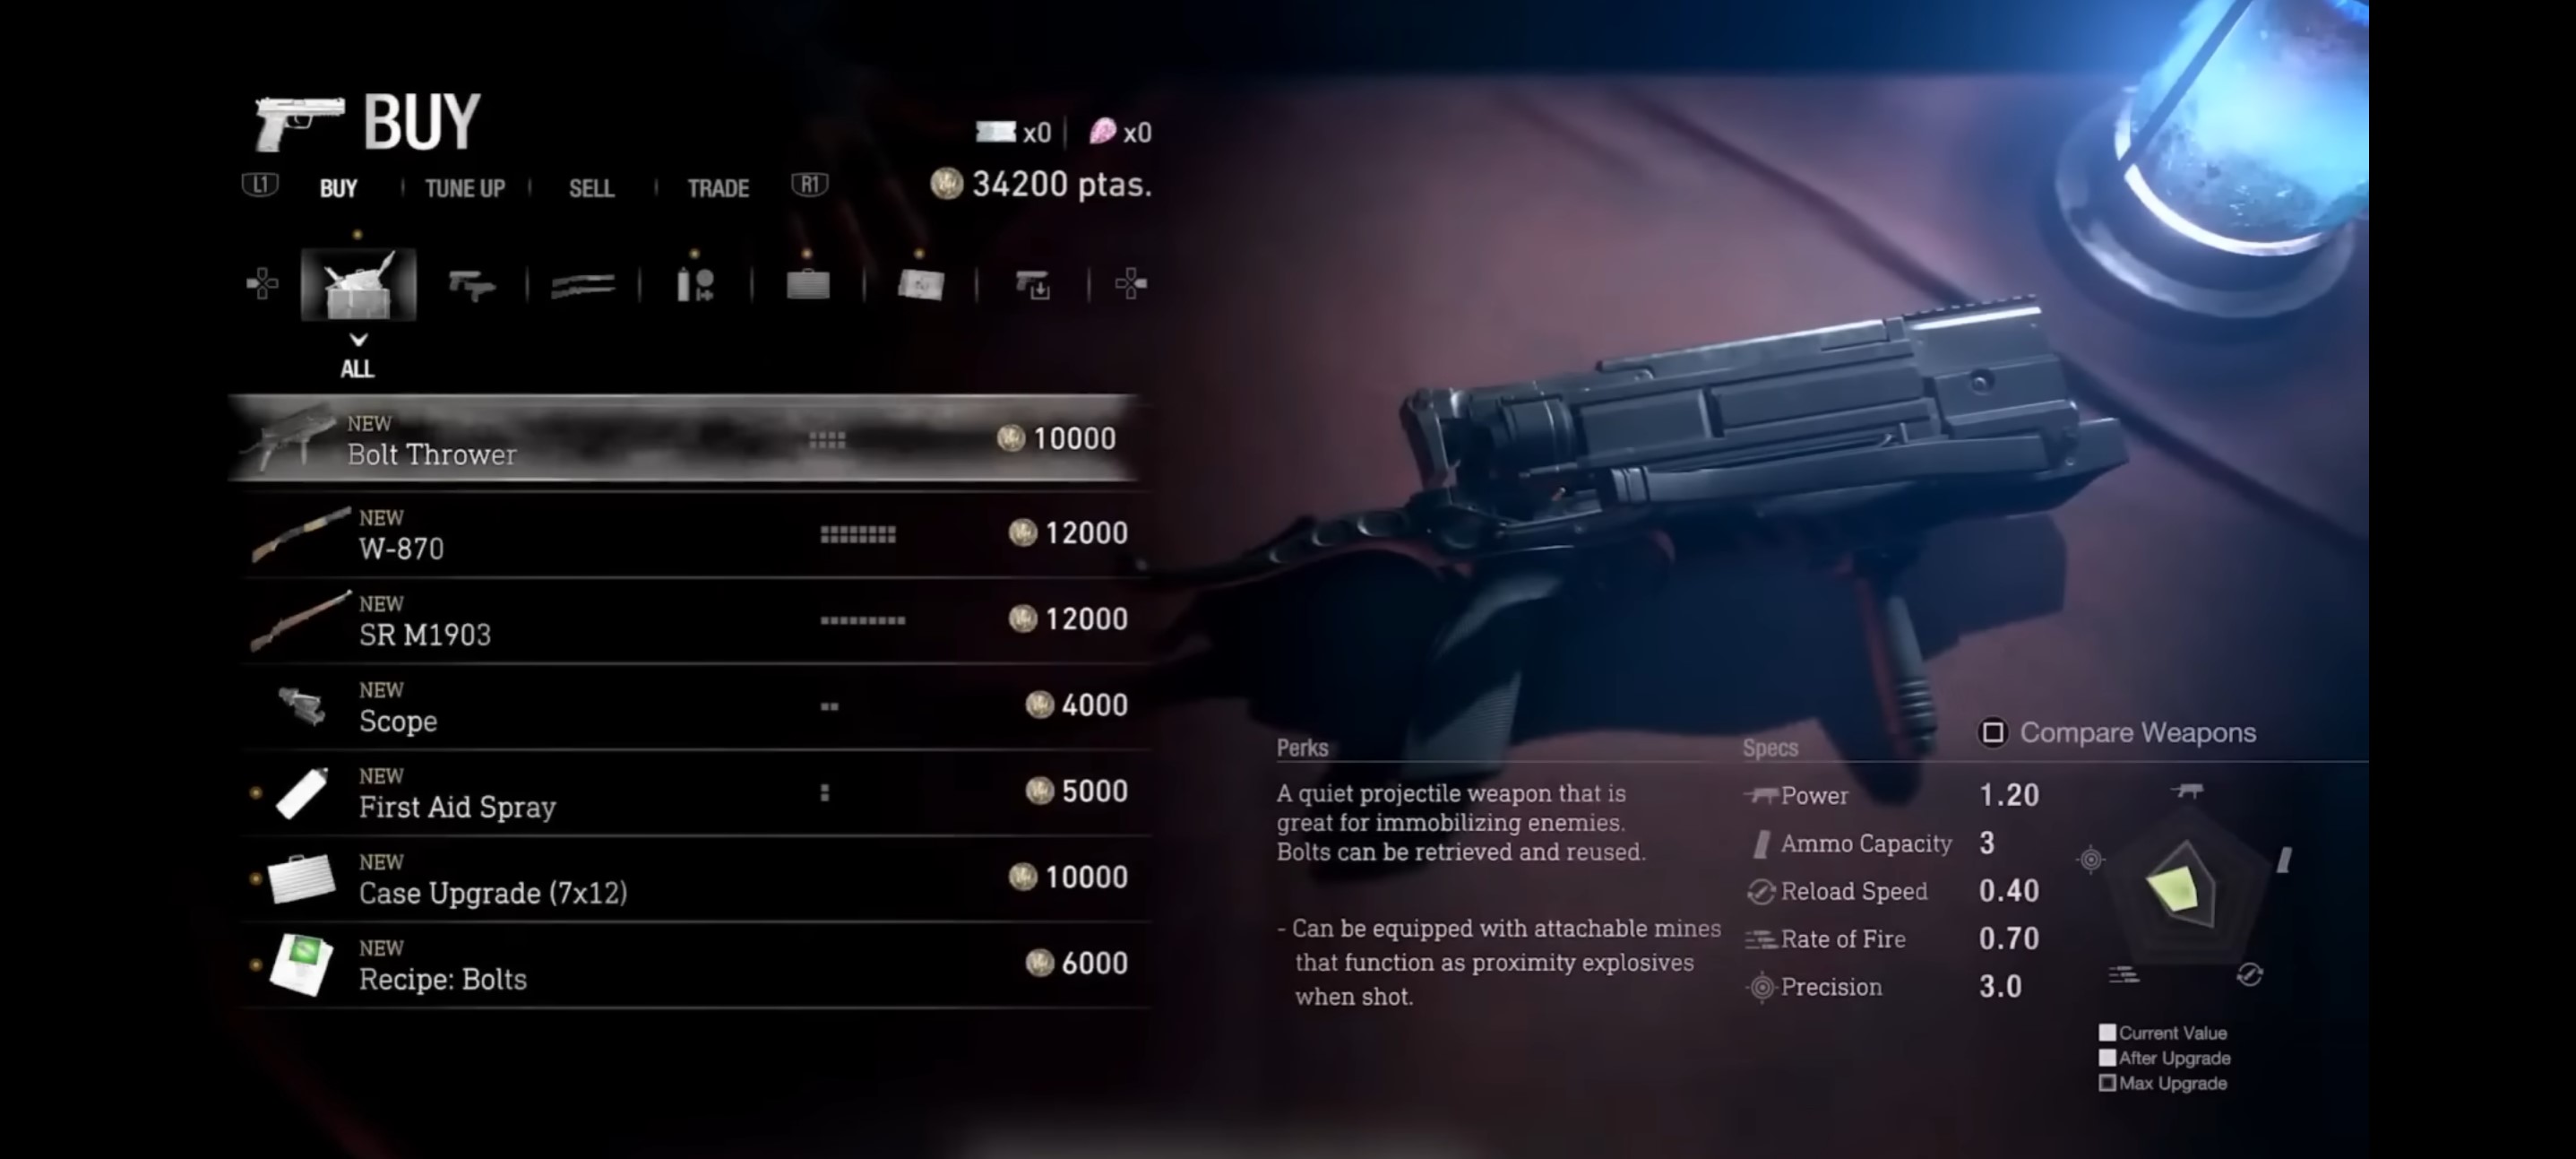 BUY
x0 x0
L1 BUY TUNE UP SELL TRADE R1
34200 ptas.
ALL
NEW
Bolt Thrower
10000
NEW
W-870
12000
NEW
SR M1903
12000
NEW
Scope
4000
NEW
First Aid Spray
5000
NEW
Case Upgrade (7x12)
10000
NEW
Recipe: Bolts
6000
Compare Weapons
Perks
A quiet projectile weapon that is
great for immobilizing enemies.
Bolts can be retrieved and reused.
- Can be equipped with attachable mines
that function as proximity explosives
when shot.
Specs
Power 1.20
Ammo Capacity 3
Reload Speed 0.40
Rate of Fire 0.70
Precision 3.0
Current Value
After Upgrade
Max Upgrade